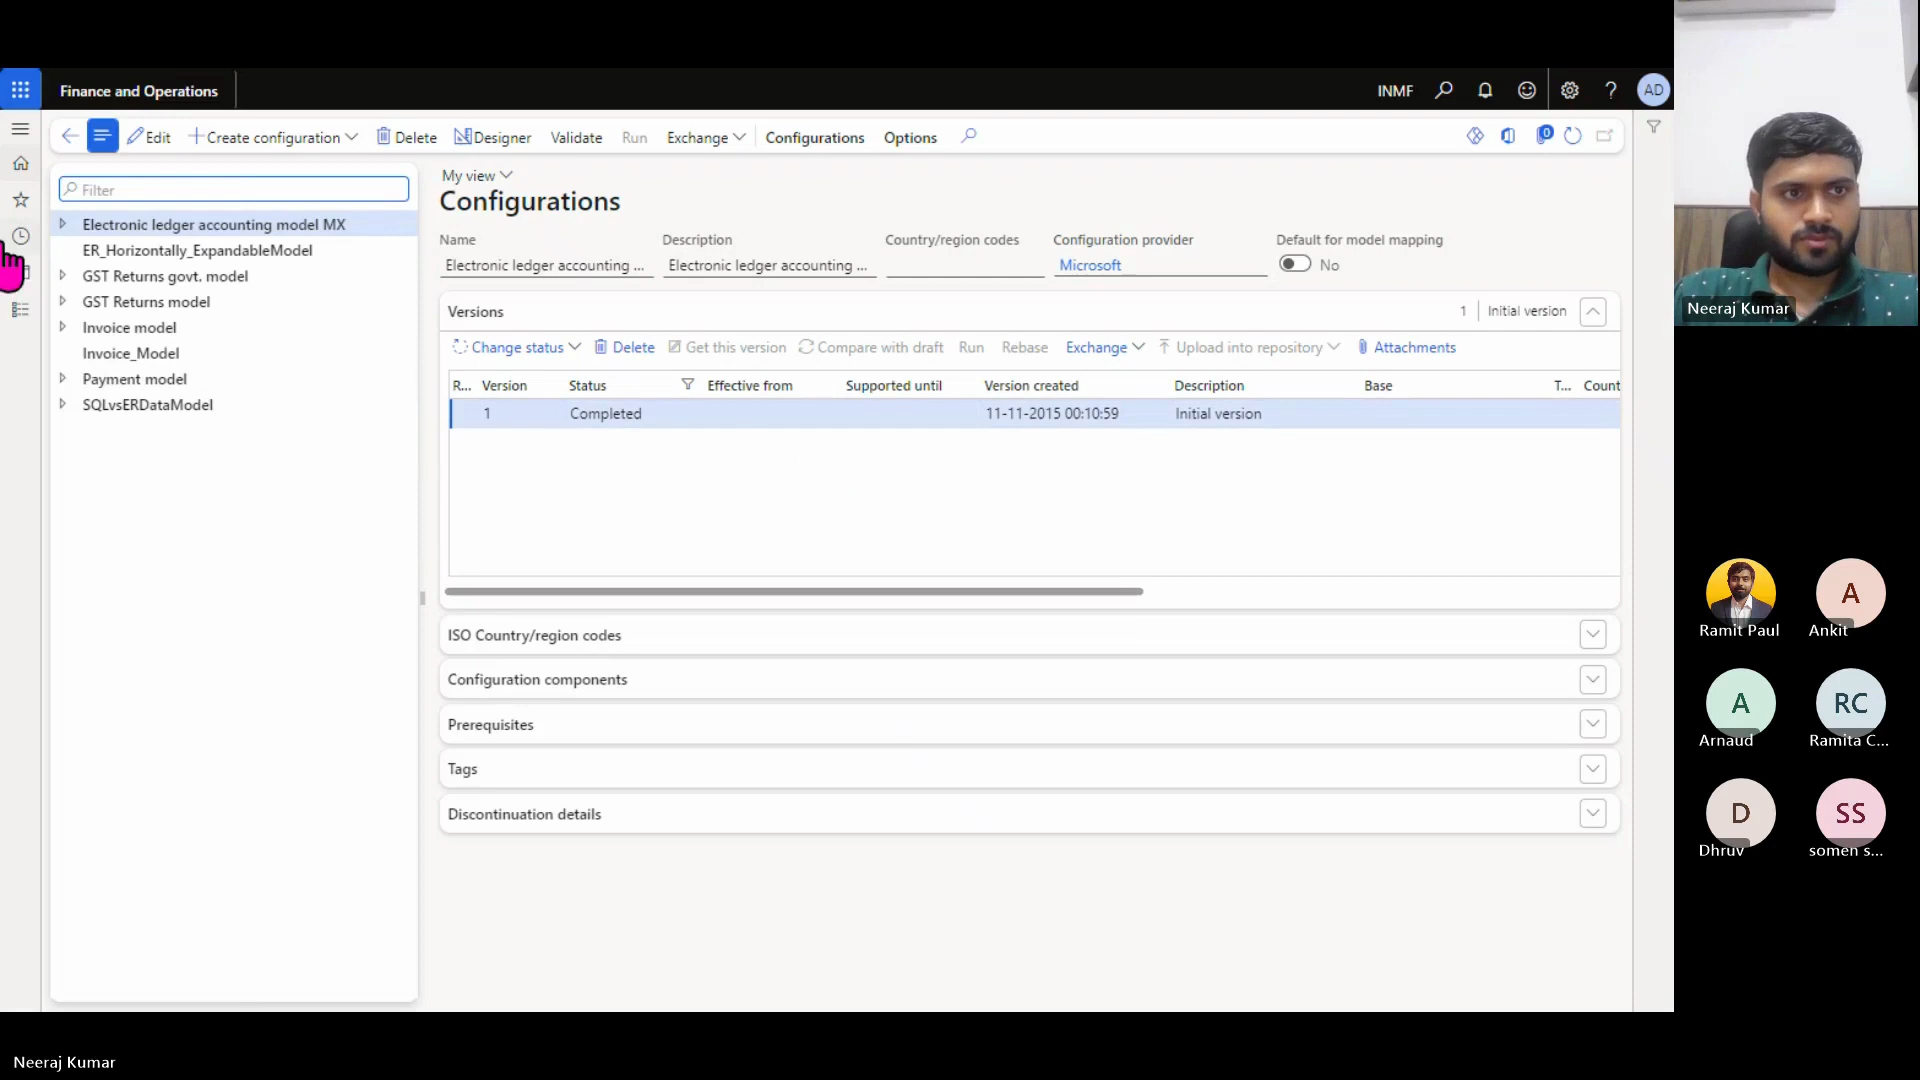 Finance and Operations
INMF
?
AD
Edit
Create configuration
Delete
Designer
Validate
Run
Exchange
Configurations
Options
0
Filter
Electronic ledger accounting model MX
ER_Horizontally_ExpandableModel
GST Returns govt. model
GST Returns model
Invoice model
Invoice_Model
Payment model
SQLvsERDataModel
My view
Configurations
Name Description Country/region codes Configuration provider Default for model mapping
Electronic ledger accounting ... Electronic ledger accounting ... Microsoft No
Versions 1 Initial version
Change status Delete Get this version Compare with draft Run Rebase Exchange Upload into repository Attachments
R... Version Status Effective from Supported until Version created Description Base T... Count
1 Completed 11-11-2015 00:10:59 Initial version
ISO Country/region codes
Configuration components
Prerequisites
Tags
Discontinuation details
Neeraj Kumar
Ramit Paul
A
Ankit
A
Arnaud
RC
Ramita C...
D
Dhruv
SS
somen s...
Neeraj Kumar